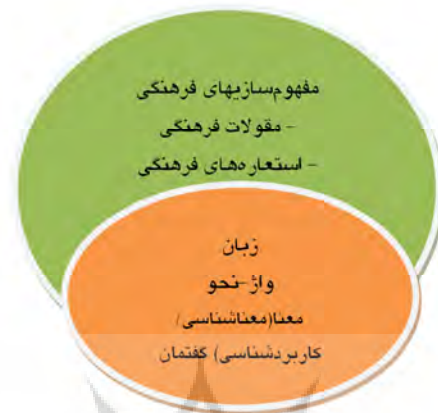 مفهوم‌سازیهای فرهنگی
- مقولات فرهنگی
- استعاره‌های فرهنگی
زبان
واژ-نحو
معنا(معناشناسی)
کاربردشناسی) گفتمان